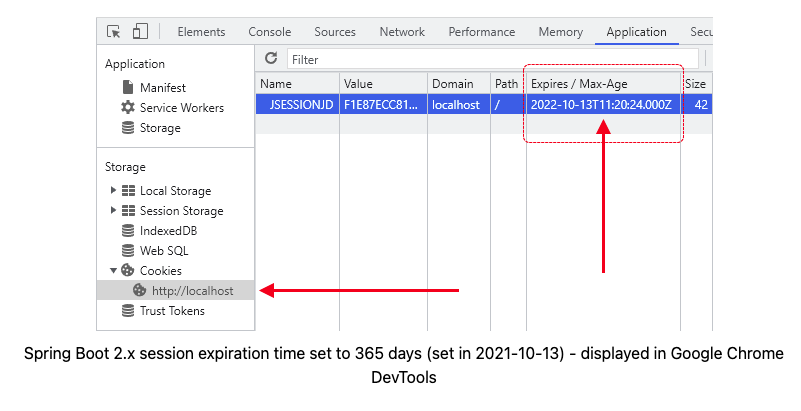 Elements Console Sources Network Performance Memory Application Secu
Application
Manifest
Service Workers
Storage
Storage
Local Storage
Session Storage
IndexedDB
Web SQL
Cookies
http://localhost
Trust Tokens
Filter
Name Value Domain Path Expires / Max-Age Size
JSESSIONJD F1E87ECC81... localhost / 2022-10-13T11:20:24.000Z 42
Spring Boot 2.x session expiration time set to 365 days (set in 2021-10-13) - displayed in Google Chrome
DevTools